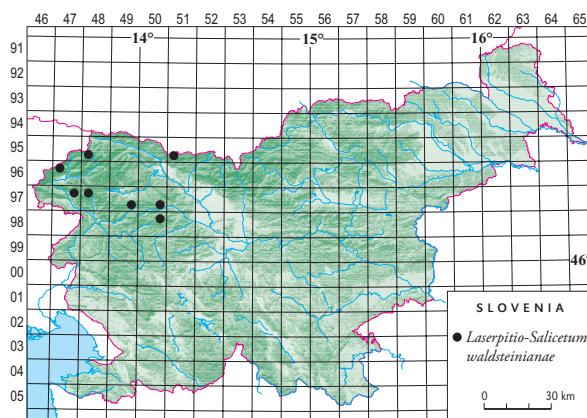 46 47 48 49 50 51 52 53 54 55 56 57 58 59 60 61 62 63 64 65
14° 15° 16°
91
92
93
94
95
96
97
98
99
00
01
02
03
04
05
46°
SLOVENIA
Laserpitio-Salicetum
waldsteinianae
0 30 km